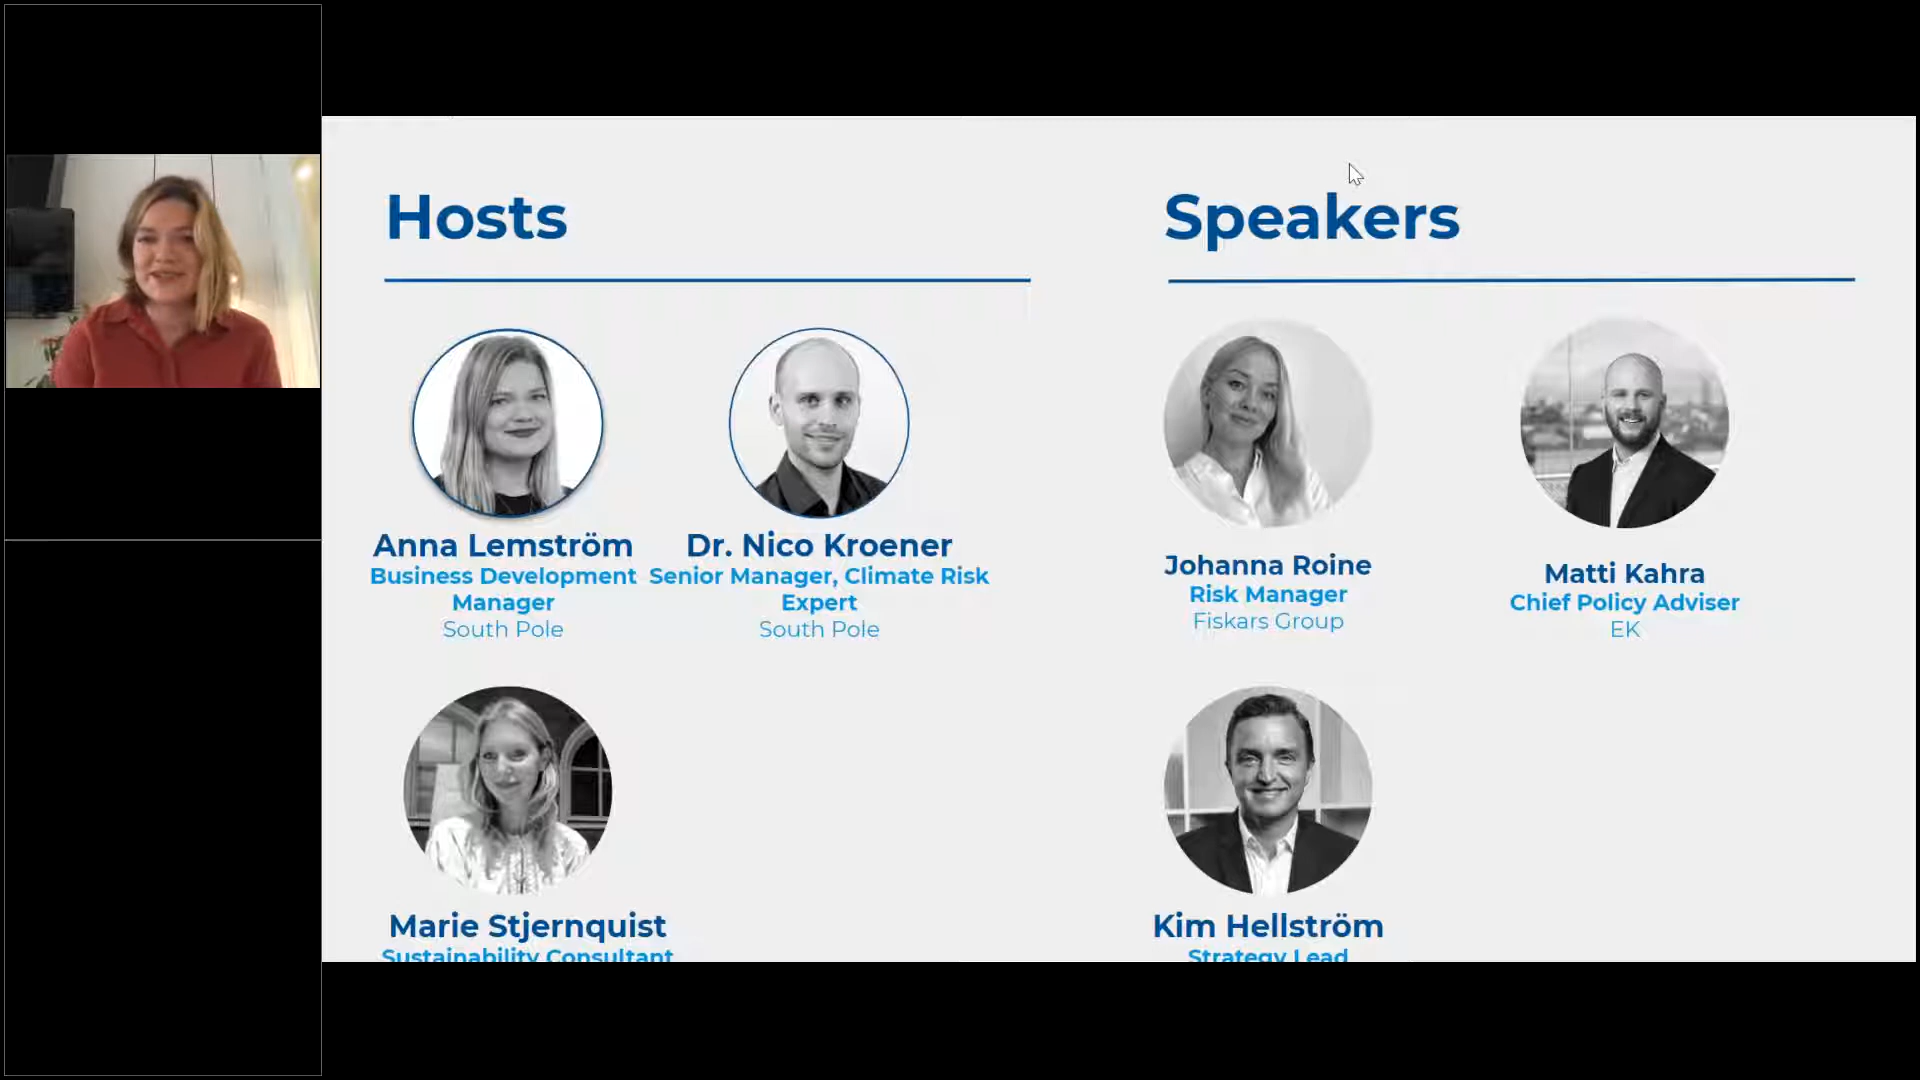 Hosts
Speakers
Anna Lemström
Business Development
Manager
South Pole
Dr. Nico Kroener
Senior Manager, Climate Risk
Expert
South Pole
Johanna Roine
Risk Manager
Fiskars Group
Matti Kahra
Chief Policy Adviser
EK
Marie Stjernquist
Sustainability Consultant
Kim Hellström
Strategy Lead